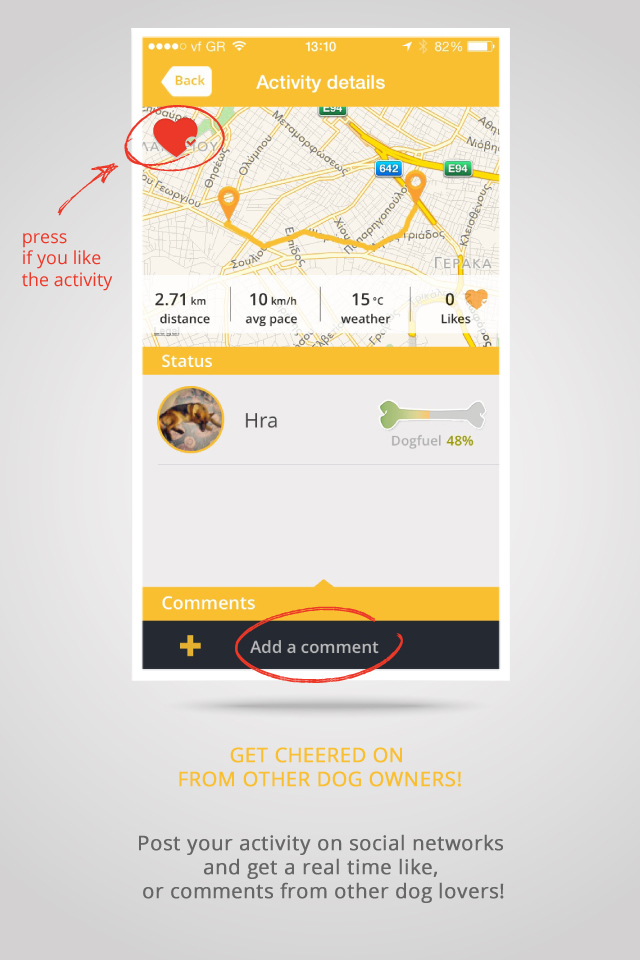 vf GR
13:10
82%
Back
Activity details
E94
Μεταμορφώσεως
Ολύμπου
Θησέως
ου Γεωργίου
642
E94
Κλεισθένους
Παπαρηγοπούλου
Χίου
Επτίδος
Σουλίου
ΓΕΡΑΚΑ
press
if you like
the activity
2.71 km
distance
10 km/h
avg pace
15 °C
weather
0
Likes
Status
Hra
Dogfuel 48%
Comments
Add a comment
GET CHEERED ON
FROM OTHER DOG OWNERS!
Post your activity on social networks
and get a real time like,
or comments from other dog lovers!